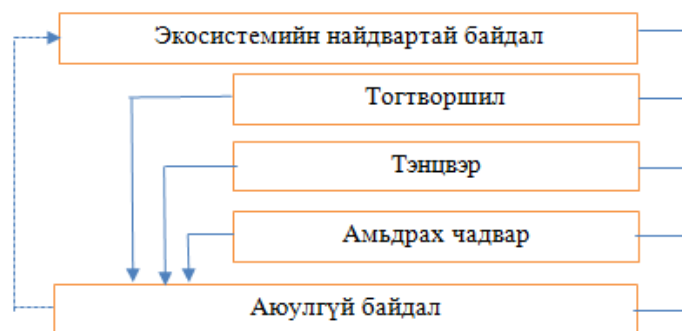 Экосистемийн найдвартай байдал
Тогтворшил
Тэнцвэр
Амьдрах чадвар
Аюулгүй байдал